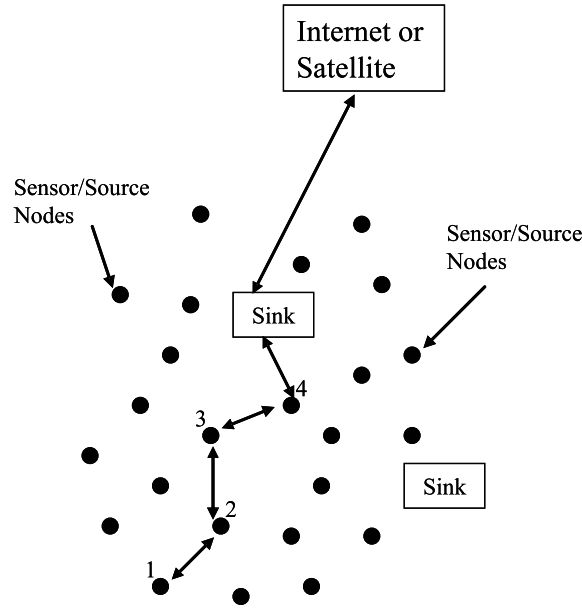 Internet or
Satellite
Sensor/Source
Nodes
Sensor/Source
Nodes
Sink
4
3
Sink
2
1